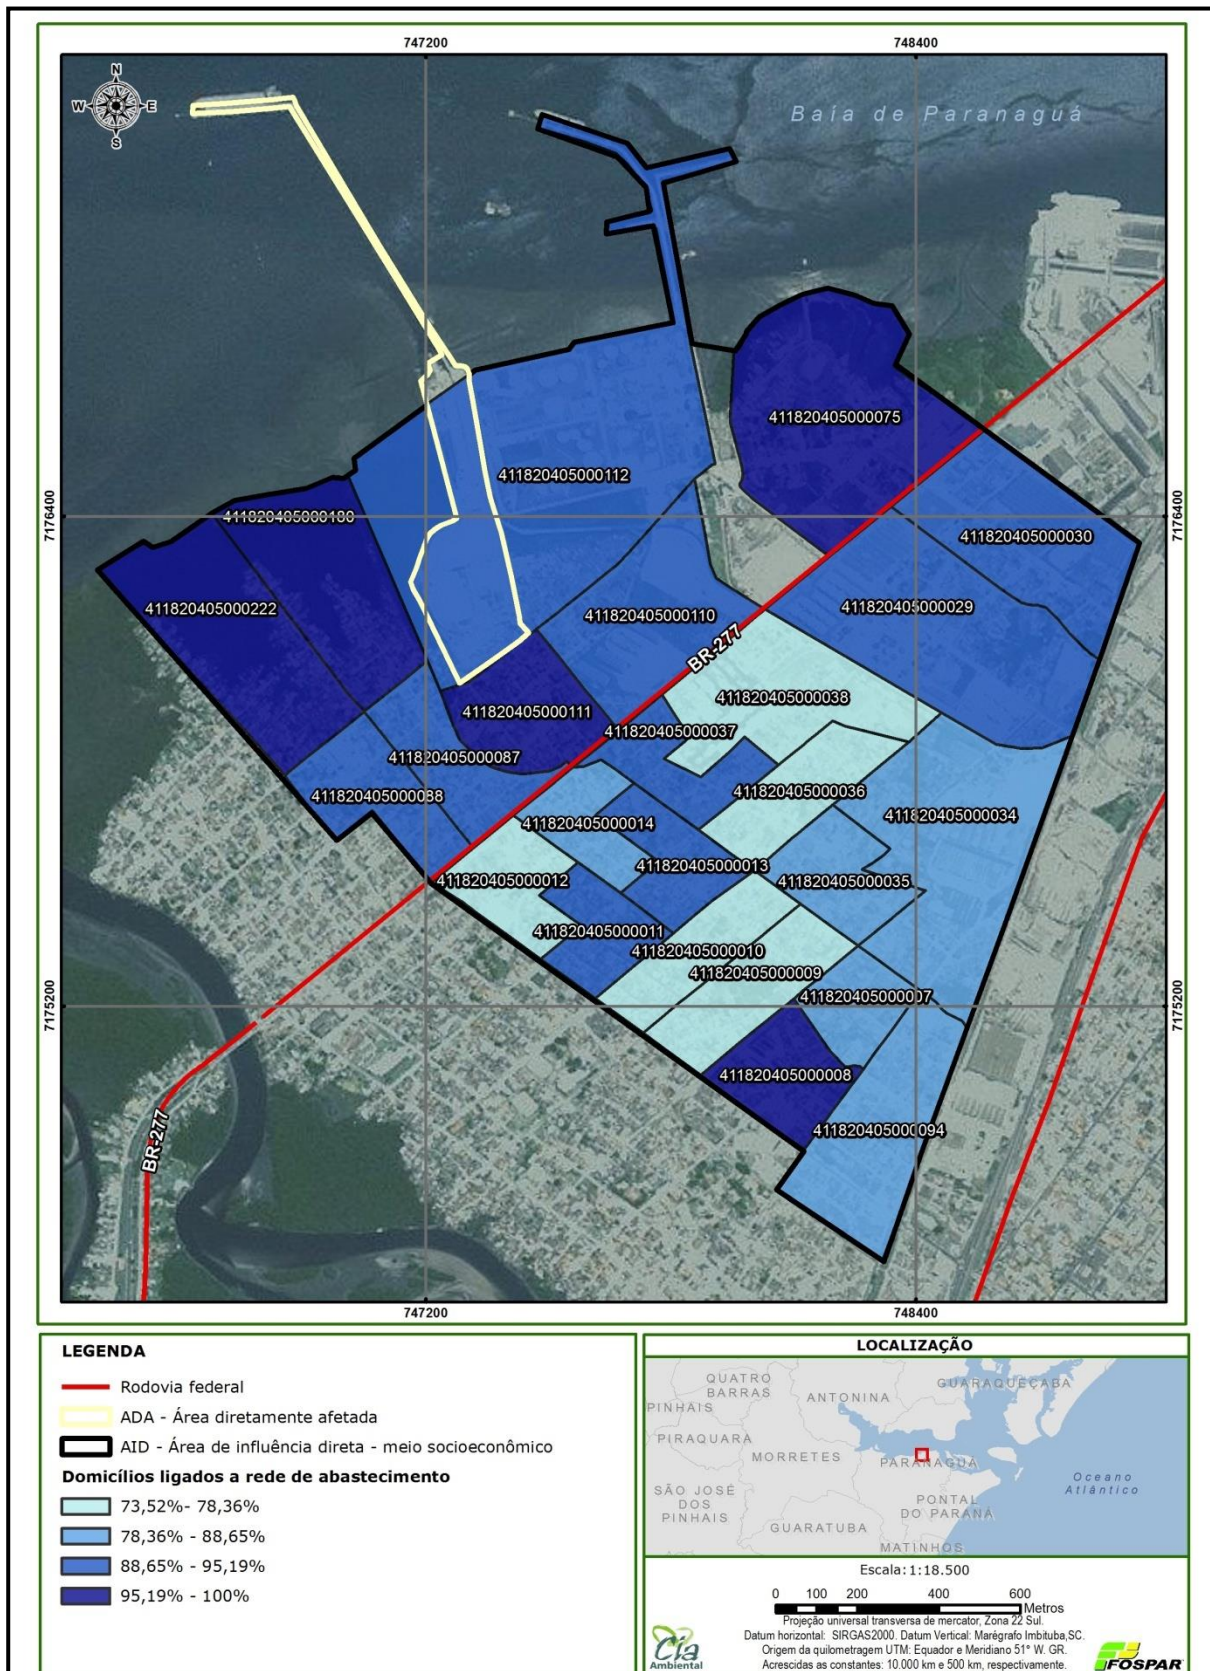 747200
748400
N
W
E
S
Baía de Paranaguá
411820405000075
411820405000112
7176400
411820405000180
7176400
411820405000030
411820405000222
411820405000029
411820405000110
BR-277
411820405000038
411820405000111
411820405000037
411820405000087
411820405000036
411820405000088
411820405000034
411820405000014
411820405000013
411820405000012
411820405000035
411820405000011
411820405000010
411820405000009
411820405000007
7175200
7175200
411820405000008
BR-277
411820405000094
747200
748400
LEGENDA
Rodovia federal
ADA - Área diretamente afetada
AID - Área de influência direta - meio socioeconômico
Domicílios ligados a rede de abastecimento
73,52%- 78,36%
78,36% - 88,65%
88,65% - 95,19%
95,19% - 100%
LOCALIZAÇÃO
QUATRO
BARRAS
GUARAQUEÇABA
ANTONINA
PINHAIS
PIRAQUARA
MORRETES
PARANAGUÁ
Oceano
Atlântico
SÃO JOSÉ
DOS
PINHAIS
PONTAL
DO PARANÁ
GUARATUBA
MATINHOS
Escala:1:18.500
0 100 200 400 600
Metros
Projeção universal transversa de mercator, Zona 22 Sul.
Datum horizontal: SIRGAS2000. Datum Vertical: Marégrafo Imbituba,SC.
Origem da quilometragem UTM: Equador e Meridiano 51° W. GR.
Acrescidas as constantes: 10.000 km e 500 km, respectivamente.
Cia
Ambiental
FOSPAR